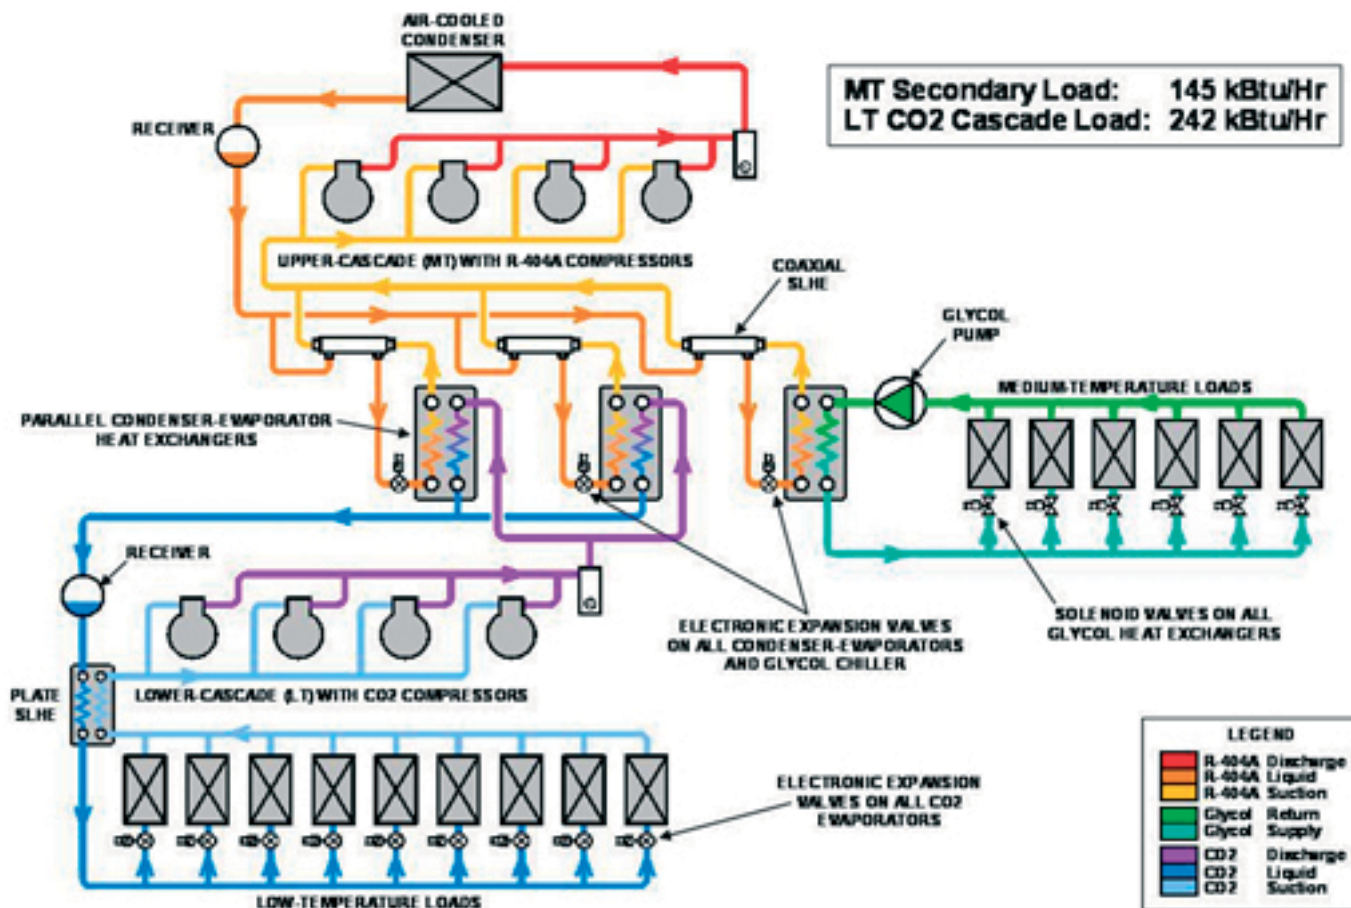 AIR-COOLED
CONDENSER
MT Secondary Load: 145 kBtu/Hr
LT CO2 Cascade Load: 242 kBtu/Hr
RECEIVER
UPPER-CASCADE (MT) WITH R-404A COMPRESSORS
COAXIAL
SLHE
GLYCOL
PUMP
MEDIUM-TEMPERATURE LOADS
PARALLEL CONDENSER-EVAPORATOR
HEAT EXCHANGERS
RECEIVER
ELECTRONIC EXPANSION VALVES
ON ALL CONDENSER-EVAPORATORS
AND GLYCOL CHILLER
SOLENOID VALVES ON ALL
GLYCOL HEAT EXCHANGERS
PLATE
SLHE
LOWER-CASCADE (LT) WITH CO2 COMPRESSORS
ELECTRONIC EXPANSION
VALVES ON ALL CO2
EVAPORATORS
LOW-TEMPERATURE LOADS
LEGEND
R-404A Discharge
R-404A Liquid
R-404A Suction
Glycol Return
Glycol Supply
CO2 Discharge
CO2 Liquid
CO2 Suction